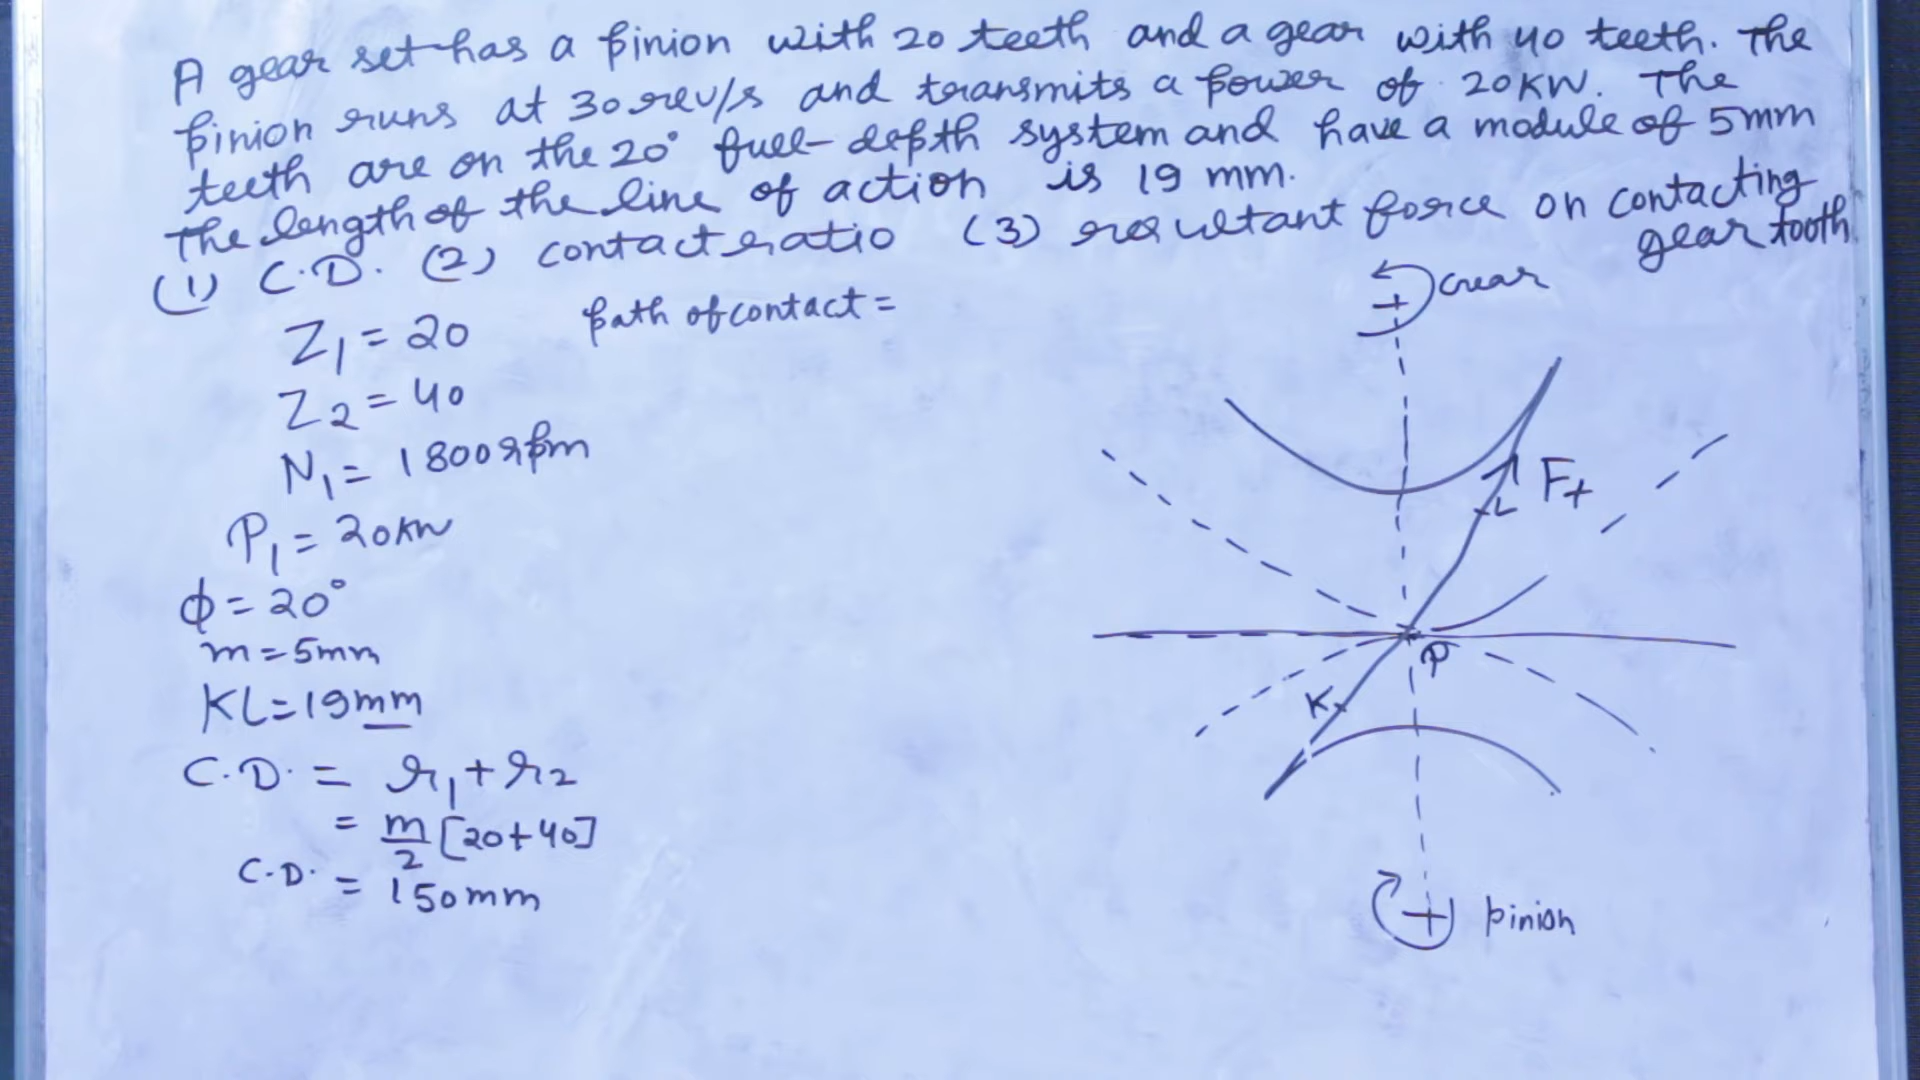 A gear set has a pinion with 20 teeth and a gear with 40 teeth. The
pinion runs at 30 rev/s and transmits a power of 20KW. The
teeth are on the 20° full-depth system and have a module of 5mm
The length of the line of action is 19 mm.
(1) C.D. (2) contact ratio (3) resultant force on contacting
gear tooth
Z1 = 20
path of contact =
Z2 = 40
N1 = 1800rpm
P1 = 20KW
ϕ = 20°
m = 5mm
KL = 19mm
C.D. = r1 + r2
= m/2 [20+40]
C.D. = 150mm
Gear
Ft
L
P
K
pinion